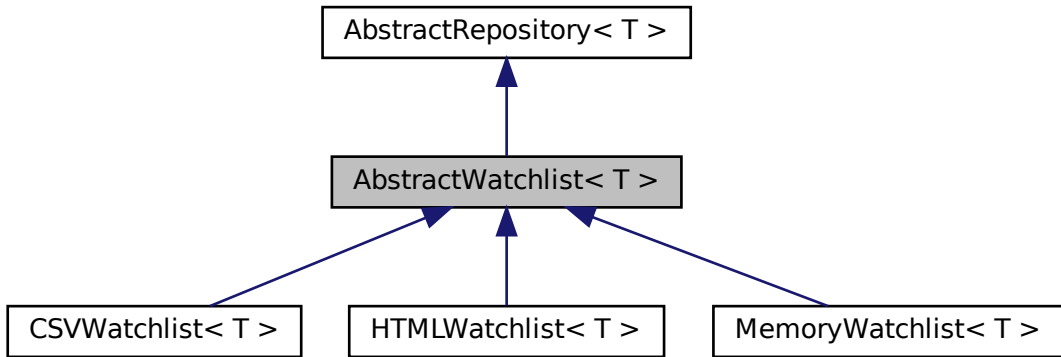 AbstractRepository< T >
AbstractWatchlist< T >
CSVWatchlist< T >
HTMLWatchlist< T >
MemoryWatchlist< T >